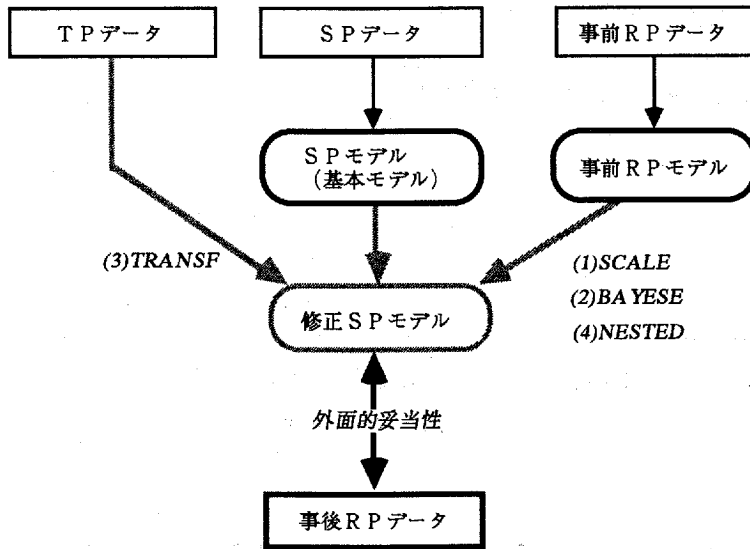 TPデータ
SPデータ
事前RPデータ
SPモデル
(基本モデル)
事前RPモデル
(3)TRANSF
(1)SCALE
(2)BAYESE
(4)NESTED
修正SPモデル
外面的妥当性
事後RPデータ